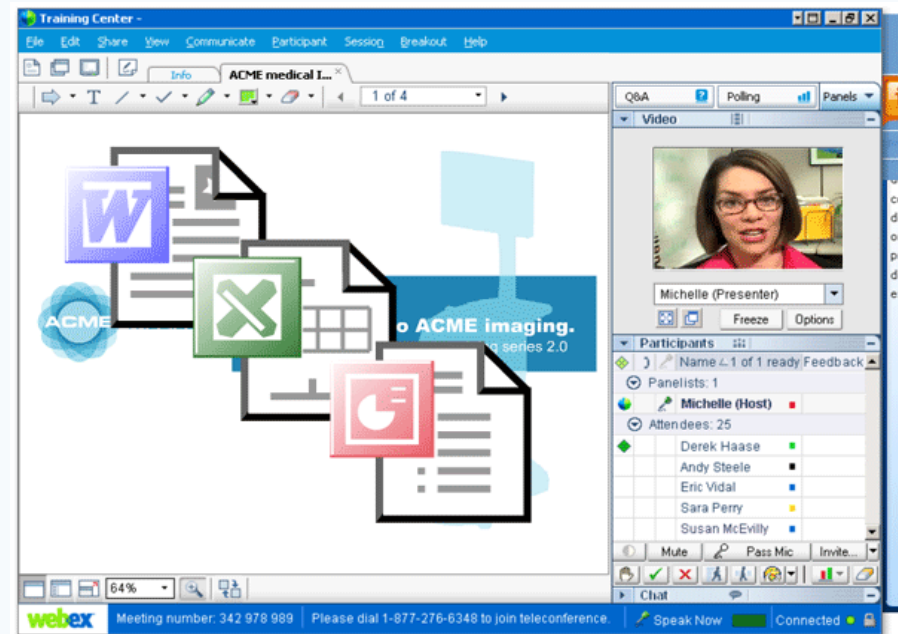 Training Center -
File Edit Share View Communicate Participant Session Breakout Help
Info
ACME medical I...
1 of 4
Q&A
Polling
Panels
Video
W
ACME
o ACME imaging.
ng series 2.0
Michelle (Presenter)
Freeze
Options
Participants
Name
1 of 1 ready
Feedback
Panelists: 1
Michelle (Host)
Attendees: 25
Derek Haase
Andy Steele
Eric Vidal
Sara Perry
Susan McEvilly
Mute
Pass Mic
Invite...
64%
Chat
webex
Meeting number: 342 978 989
Please dial 1-877-276-6348 to join teleconference.
Speak Now
Connected